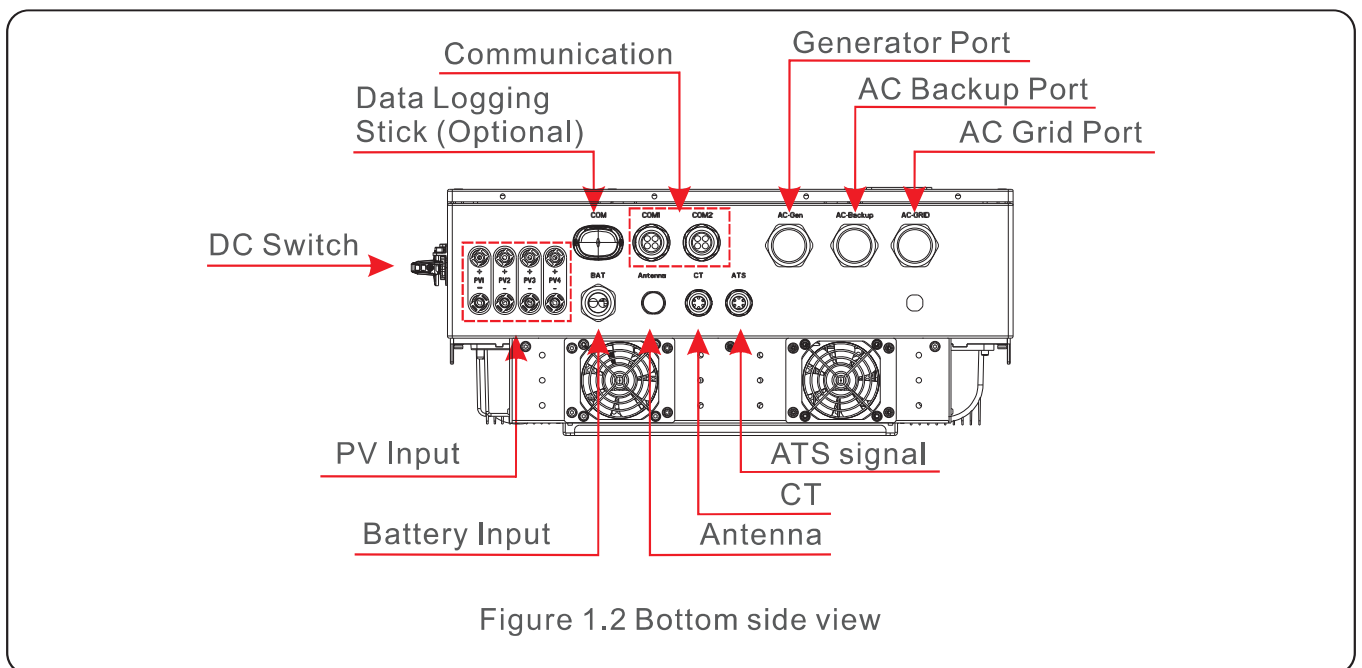 Communication
Generator Port
Data Logging
Stick (Optional)
AC Backup Port
AC Grid Port
DC Switch
COM
COM1
COM2
AC-Gen
AC-Backup
AC-GRID
+ + + +
PV1 PV2 PV3 PV4
- - - -
BAT
Antenna
CT
ATS
PV Input
ATS signal
CT
Battery Input
Antenna
Figure 1.2 Bottom side view